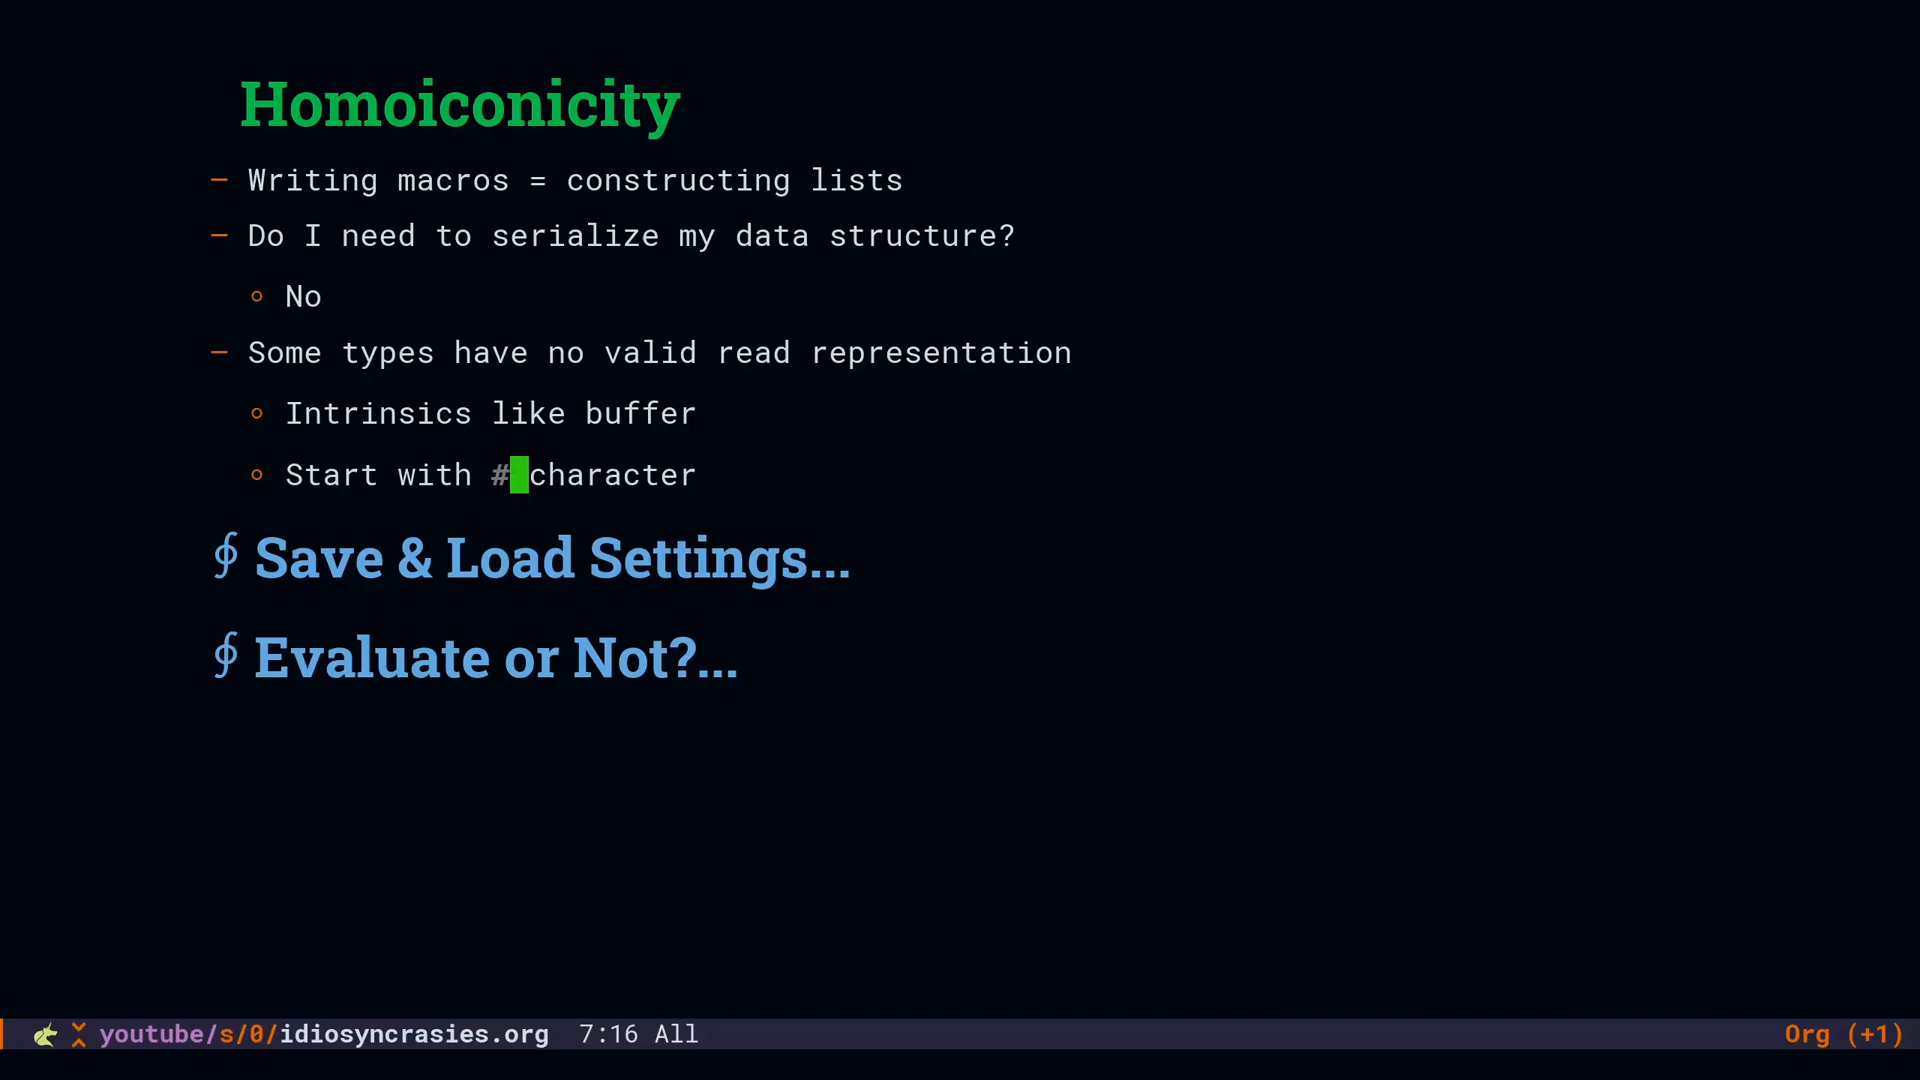 Homoiconicity
– Writing macros = constructing lists
– Do I need to serialize my data structure?
∘ No
– Some types have no valid read representation
∘ Intrinsics like buffer
∘ Start with # character
∮ Save & Load Settings...
∮ Evaluate or Not?...
youtube/s/0/idiosyncrasies.org 7:16 All Org (+1)